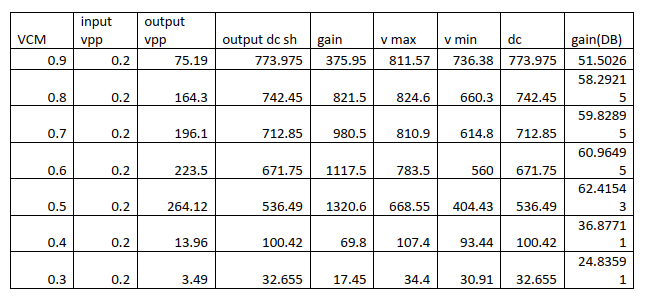 VCM input vpp output vpp output dc sh gain v max v min dc gain(DB)
0.9 0.2 75.19 773.975 375.95 811.57 736.38 773.975 51.5026
0.8 0.2 164.3 742.45 821.5 824.6 660.3 742.45 58.29215
0.7 0.2 196.1 712.85 980.5 810.9 614.8 712.85 59.82895
0.6 0.2 223.5 671.75 1117.5 783.5 560 671.75 60.96495
0.5 0.2 264.12 536.49 1320.6 668.55 404.43 536.49 62.41543
0.4 0.2 13.96 100.42 69.8 107.4 93.44 100.42 36.87711
0.3 0.2 3.49 32.655 17.45 34.4 30.91 32.655 24.83591